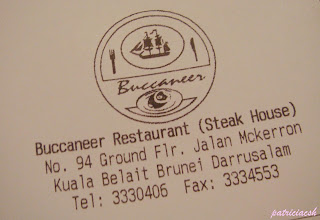 Buccaneer
Buccaneer Restaurant (Steak House)
No. 94 Ground Flr. Jalan Mckerron
Kuala Belait Brunei Darrusalam
Tel: 3330406 Fax: 3334553
patriciacsh